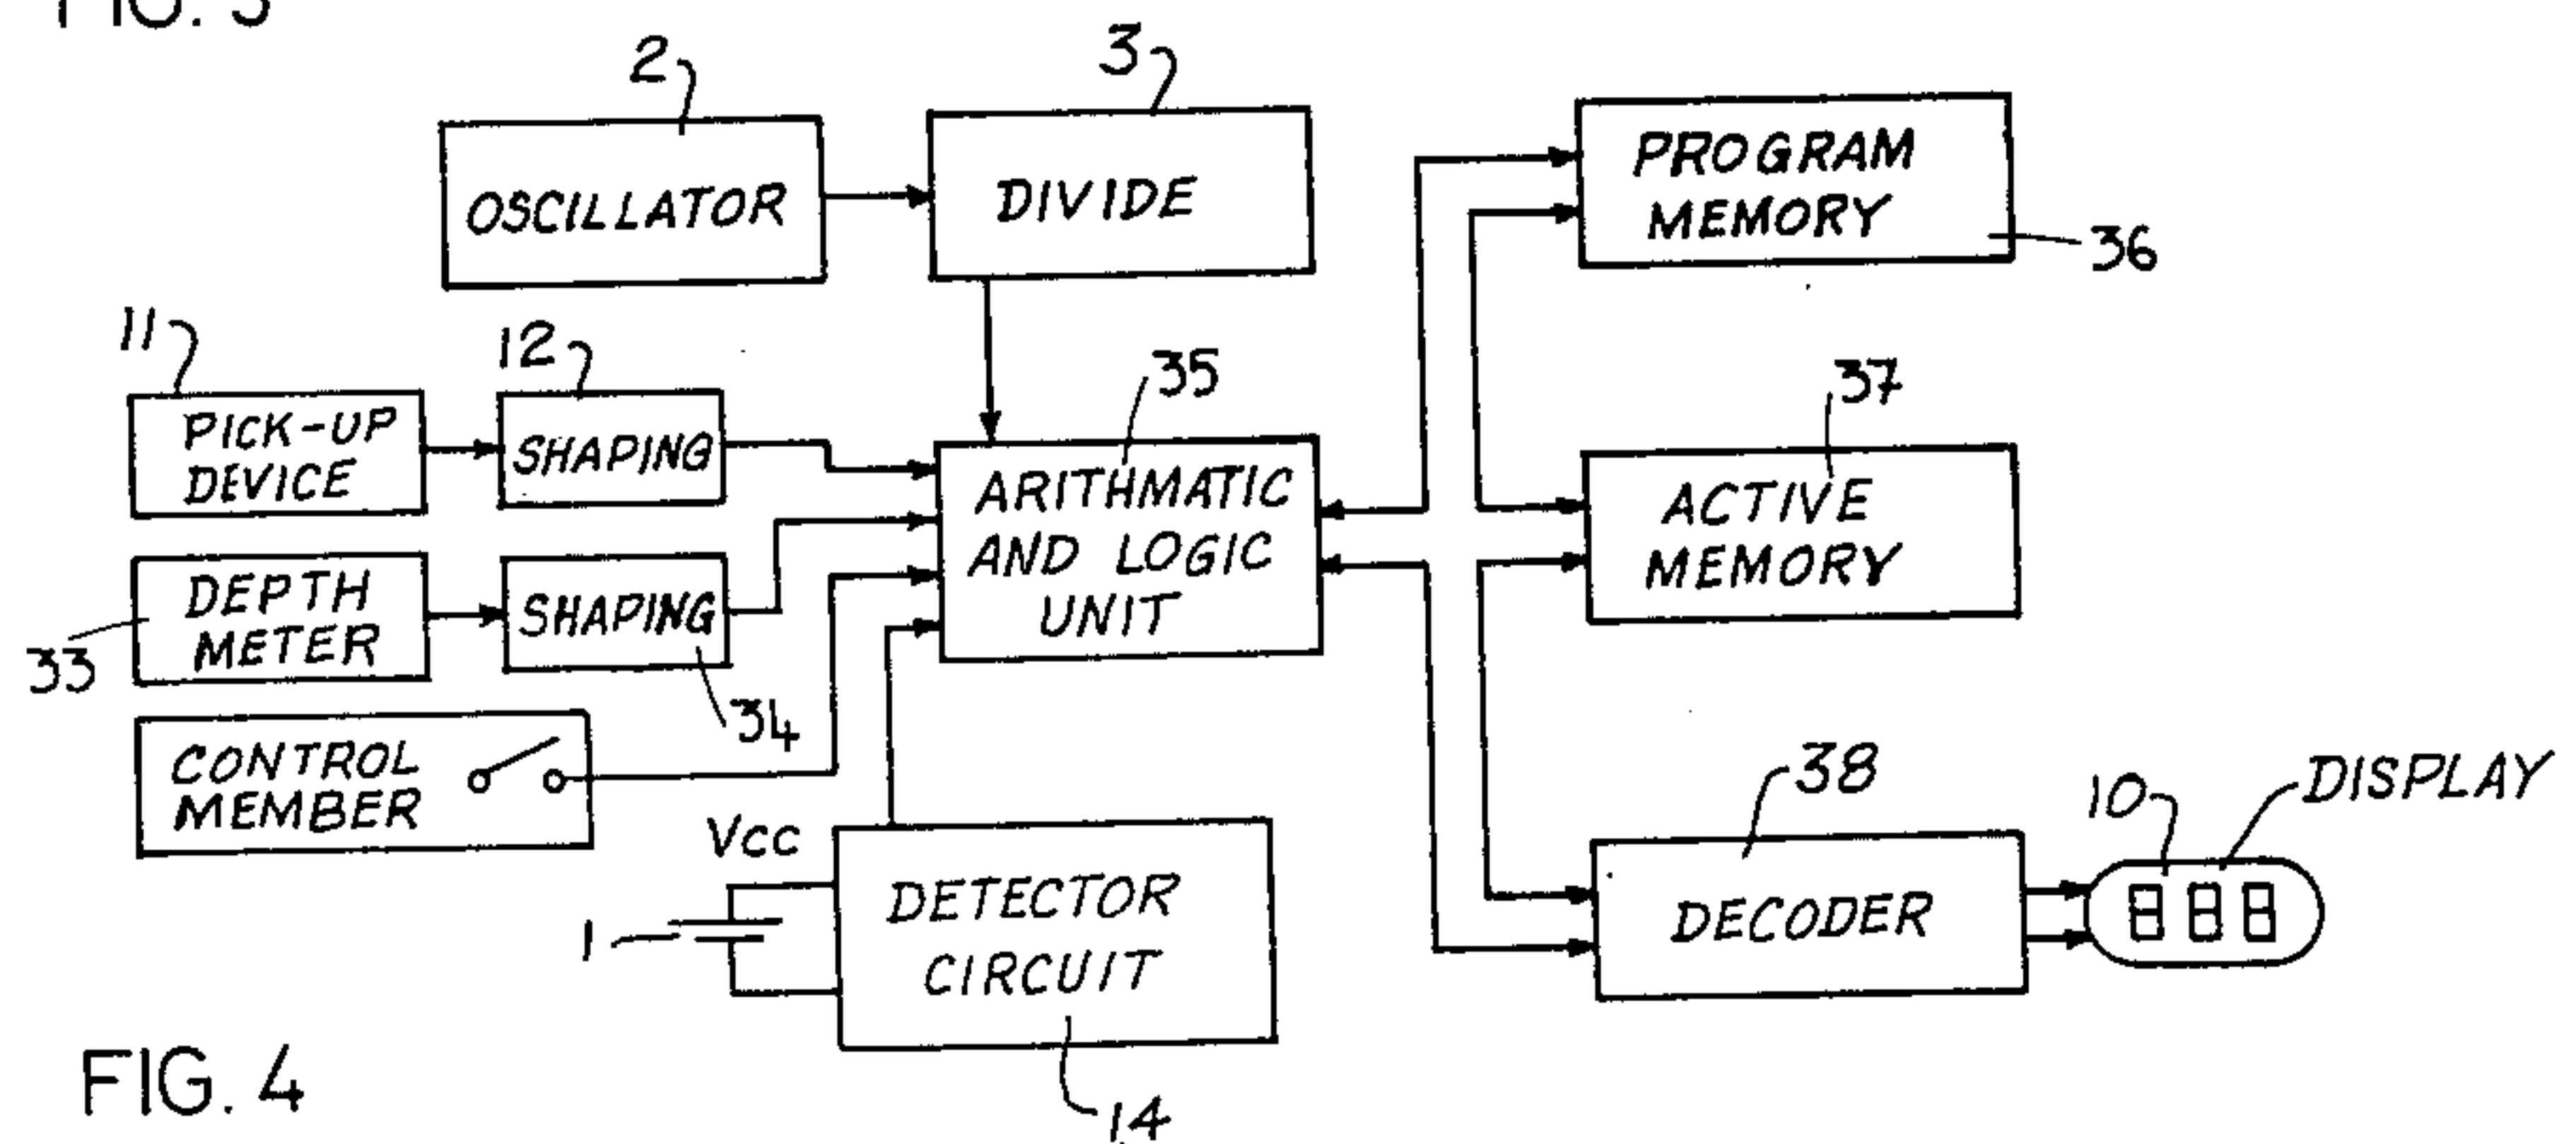 FIG. 3
2
3
OSCILLATOR
DIVIDE
PROGRAM
MEMORY
36
11
12
35
37
PICK-UP
DEVICE
SHAPING
ARITHMATIC
AND LOGIC
UNIT
ACTIVE
MEMORY
33
DEPTH
METER
SHAPING
34
CONTROL
MEMBER
Vcc
1
DETECTOR
CIRCUIT
14
38
DECODER
10
DISPLAY
888
FIG. 4